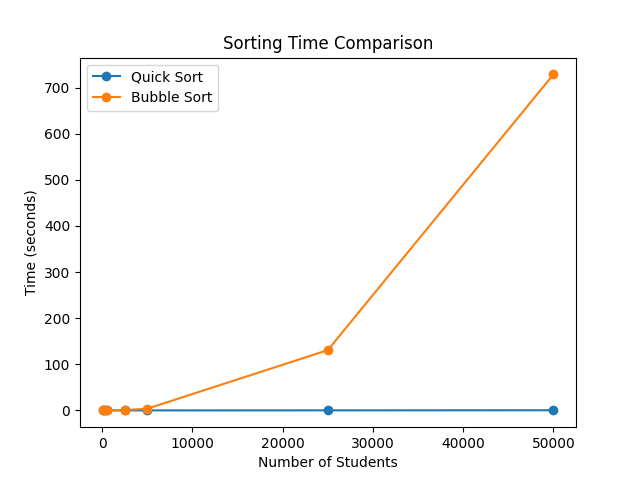 Sorting Time Comparison
Quick Sort
Bubble Sort
700
600
500
400
300
200
100
0
Time (seconds)
0 10000 20000 30000 40000 50000
Number of Students